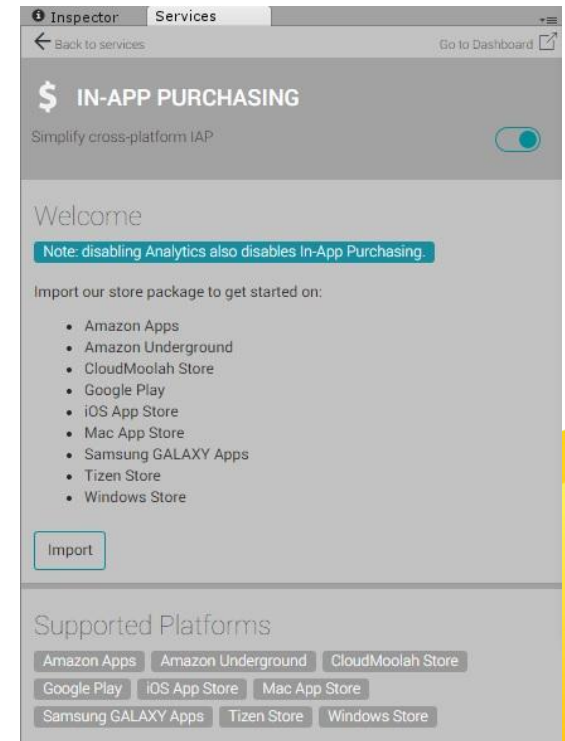 Inspector Services
Back to services Go to Dashboard
$ IN-APP PURCHASING
Simplify cross-platform IAP
Welcome
Note: disabling Analytics also disables In-App Purchasing.
Import our store package to get started on:
• Amazon Apps
• Amazon Underground
• CloudMoolah Store
• Google Play
• iOS App Store
• Mac App Store
• Samsung GALAXY Apps
• Tizen Store
• Windows Store
Import
Supported Platforms
Amazon Apps Amazon Underground CloudMoolah Store
Google Play iOS App Store Mac App Store
Samsung GALAXY Apps Tizen Store Windows Store